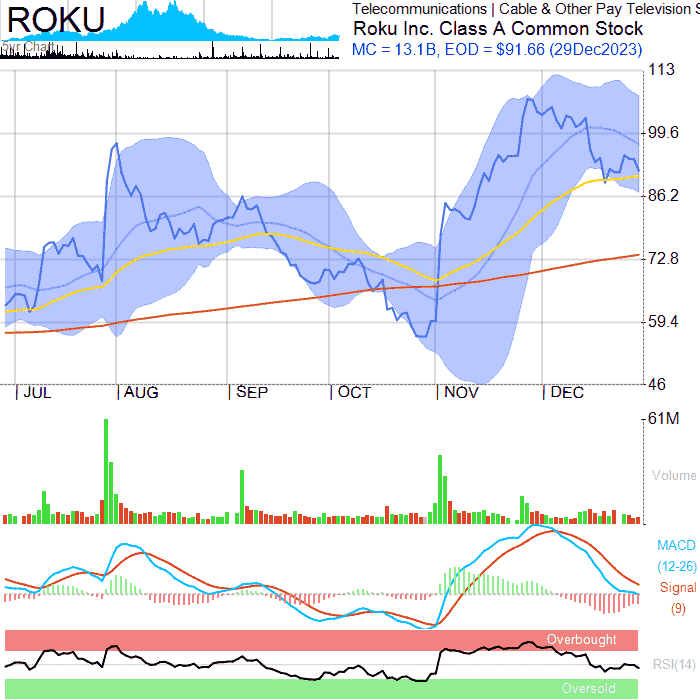 ROKU
5yr Chart
Telecommunications | Cable & Other Pay Television S
Roku Inc. Class A Common Stock
MC = 13.1B, EOD = $91.66 (29Dec2023)
113
99.6
86.2
72.8
59.4
46
JUL
AUG
SEP
OCT
NOV
DEC
61M
Volume
MACD
(12-26)
Signal
(9)
Overbought
RSI(14)
Oversold